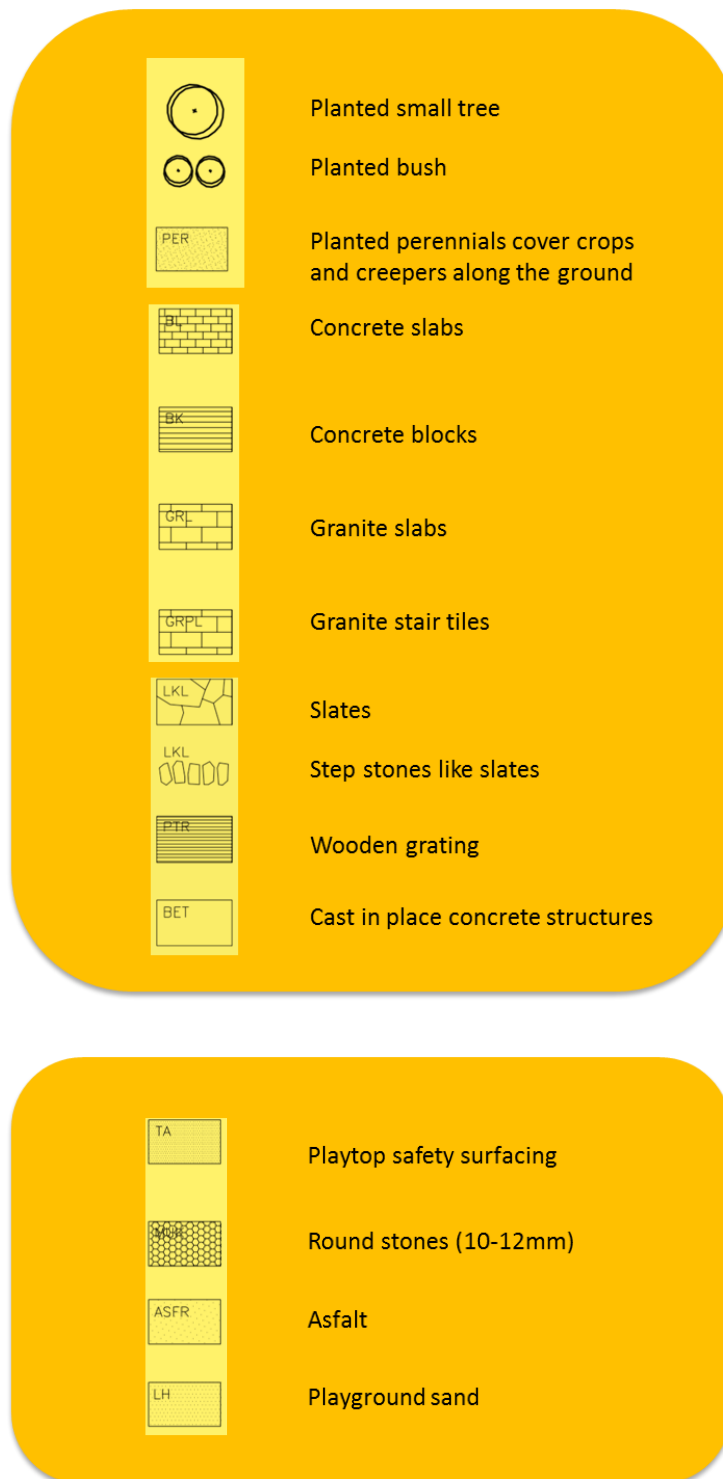 Planted small tree
Planted bush
PER
Planted perennials cover crops
and creepers along the ground
BL
Concrete slabs
BK
Concrete blocks
GRL
Granite slabs
GRPL
Granite stair tiles
LKL
Slates
LKL
Step stones like slates
PTR
Wooden grating
BET
Cast in place concrete structures
TA
Playtop safety surfacing
Round stones (10-12mm)
ASFR
Asfalt
LH
Playground sand